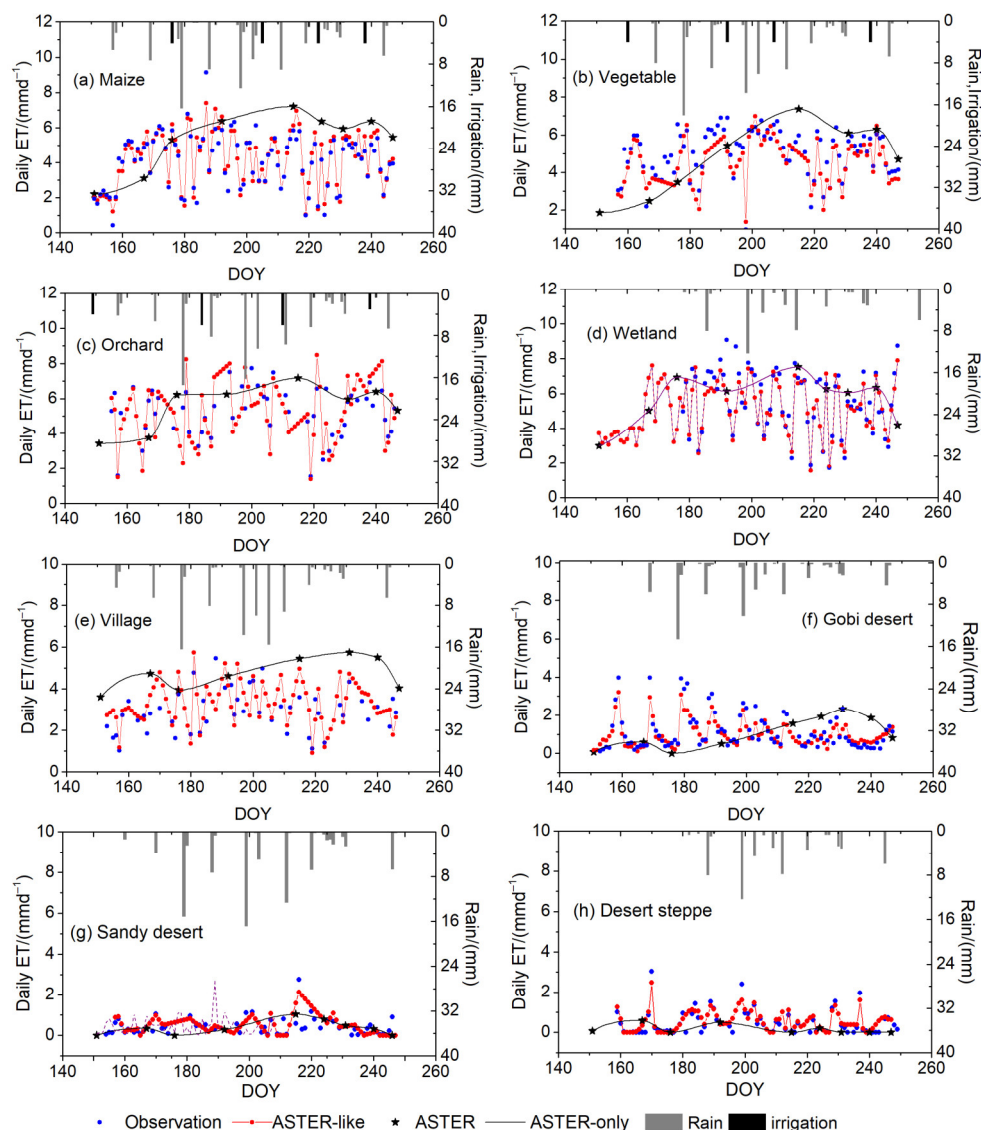 12 0
10 8
8 (a) Maize 16
6 24
4 32
2 40
0
140 150 160 170 180 190 200 210 220 230 240 250 260
DOY
Daily ET/(mmd⁻¹)
Rain, Irrigation/(mm)
12 0
10 8
(b) Vegetable
8 16
6 24
4 32
2 40
140 160 180 200 220 240 260
DOY
Daily ET/(mmd⁻¹)
Rain,Irrigation/(mm)
12 0
10 8
(c) Orchard
8 16
6 24
4 32
2 40
0
140 160 180 200 220 240 260
DOY
Daily ET/(mmd⁻¹)
Rain,Irrigation/(mm)
12 0
10 8
(d) Wetland
8 16
6 24
4 32
2 40
0
140 160 180 200 220 240 260
DOY
Daily ET/(mmd⁻¹)
Rain/(mm)
10 0
8 8
(e) Village
6 16
4 24
2 32
0 40
140 160 180 200 220 240 260
DOY
Daily ET/(mmd⁻¹)
Rain/(mm)
10 0
8 8
(f) Gobi desert
6 16
4 24
2 32
0 40
140 160 180 200 220 240 260
DOY
Daily ET/(mmd⁻¹)
Rain/(mm)
10 0
8 8
6 16
4 24
(g) Sandy desert
2 32
0 40
140 150 160 170 180 190 200 210 220 230 240 250 260
DOY
Daily ET/(mmd⁻¹)
Rain/(mm)
10 0
8 8
6 16
(h) Desert steppe
4 24
2 32
0 40
140 160 180 200 220 240 260
DOY
Daily ET/(mmd⁻¹)
Rain/(mm)
Observation ASTER-like ASTER ASTER-only Rain irrigation